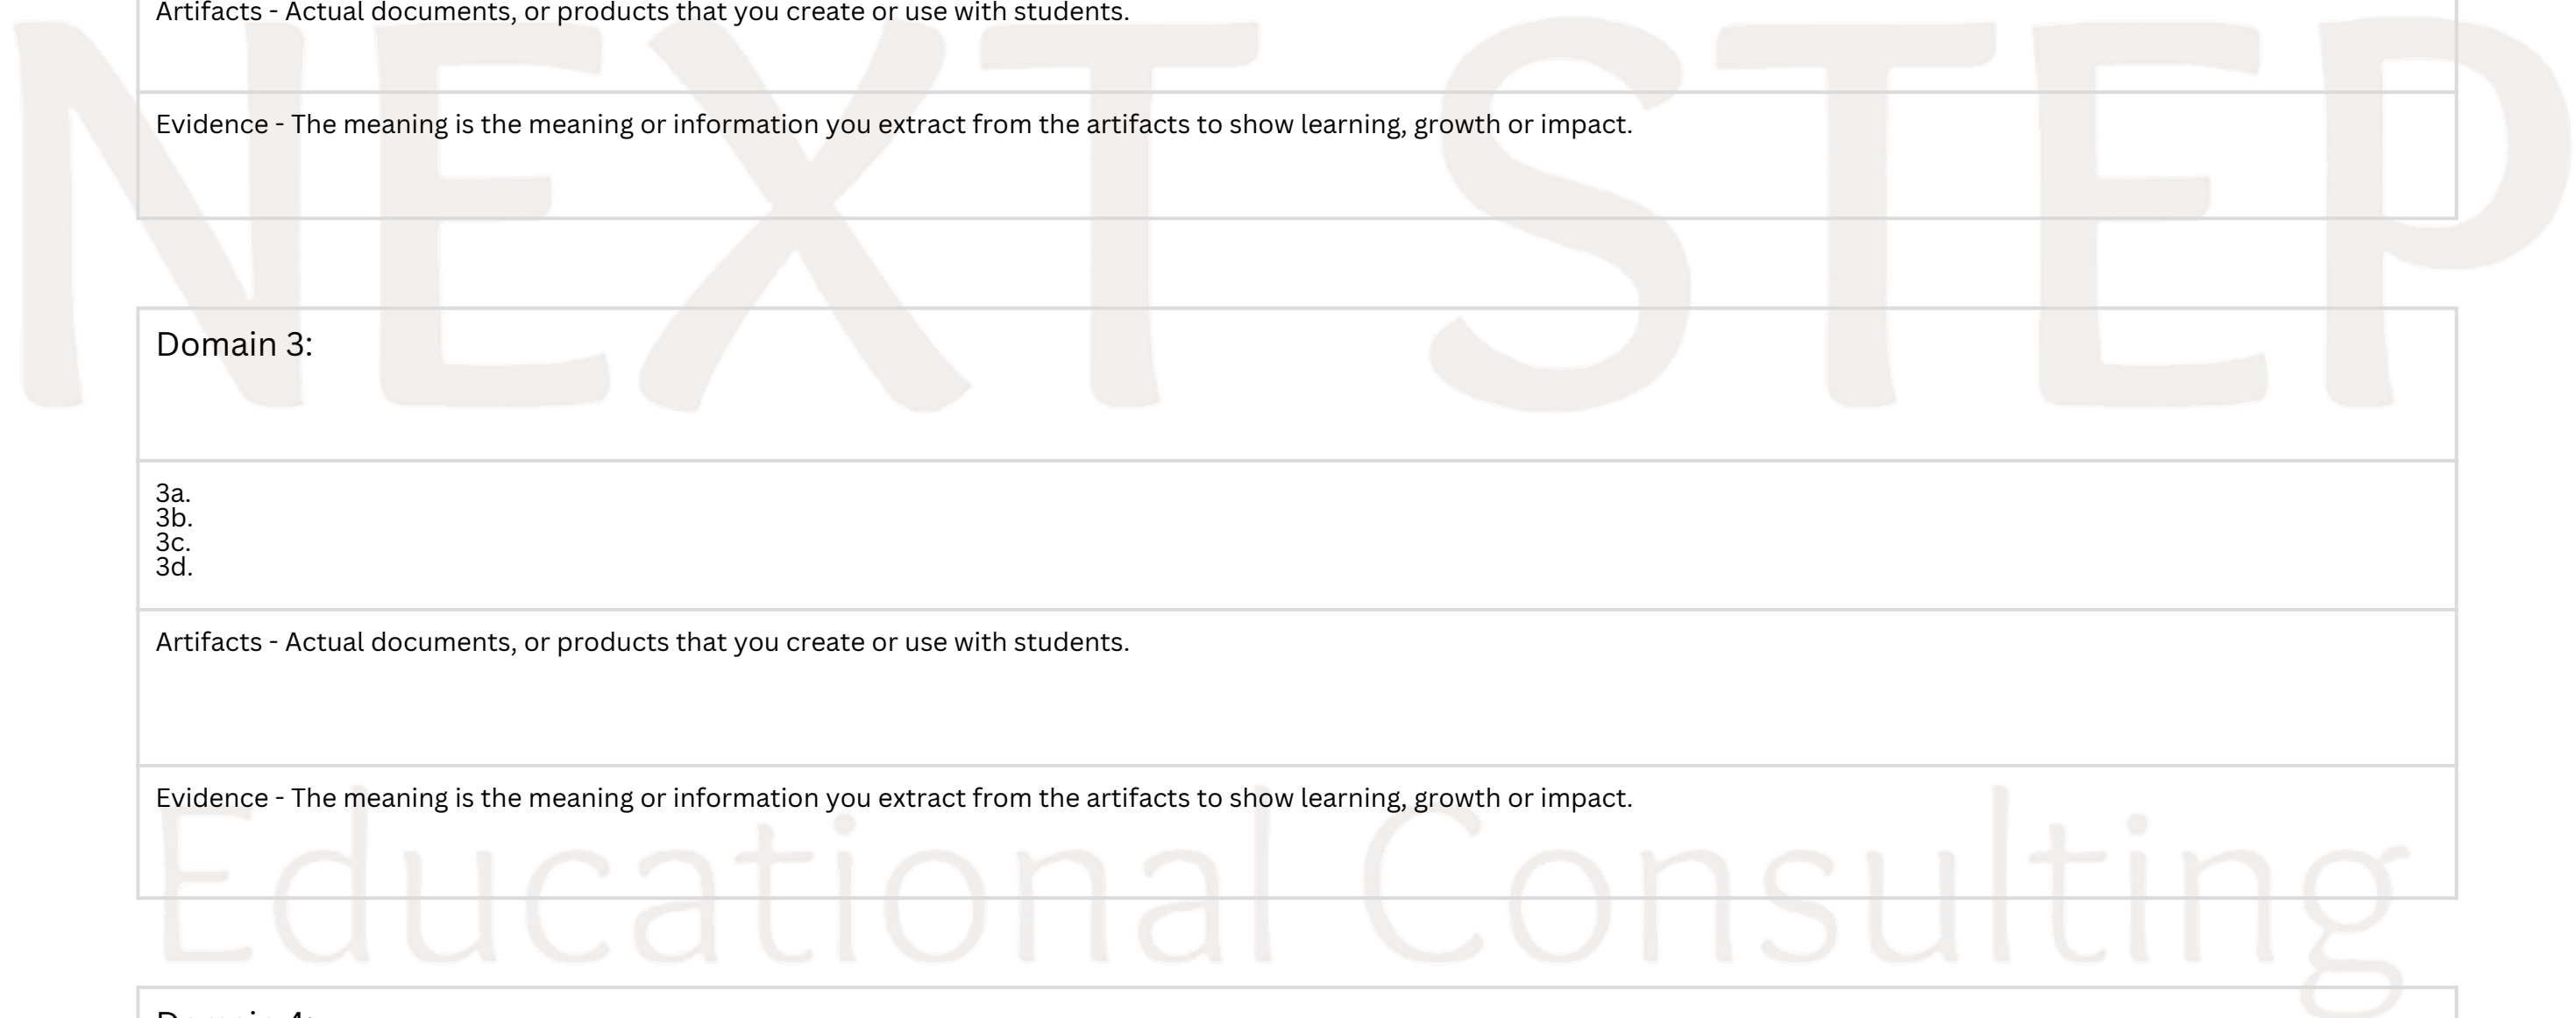 Artifacts - Actual documents, or products that you create or use with students.
Evidence - The meaning is the meaning or information you extract from the artifacts to show learning, growth or impact.
NEXT STEP
Domain 3:
3a.
3b.
3c.
3d.
Artifacts - Actual documents, or products that you create or use with students.
Evidence - The meaning is the meaning or information you extract from the artifacts to show learning, growth or impact.
Educational Consulting
Domain 4: